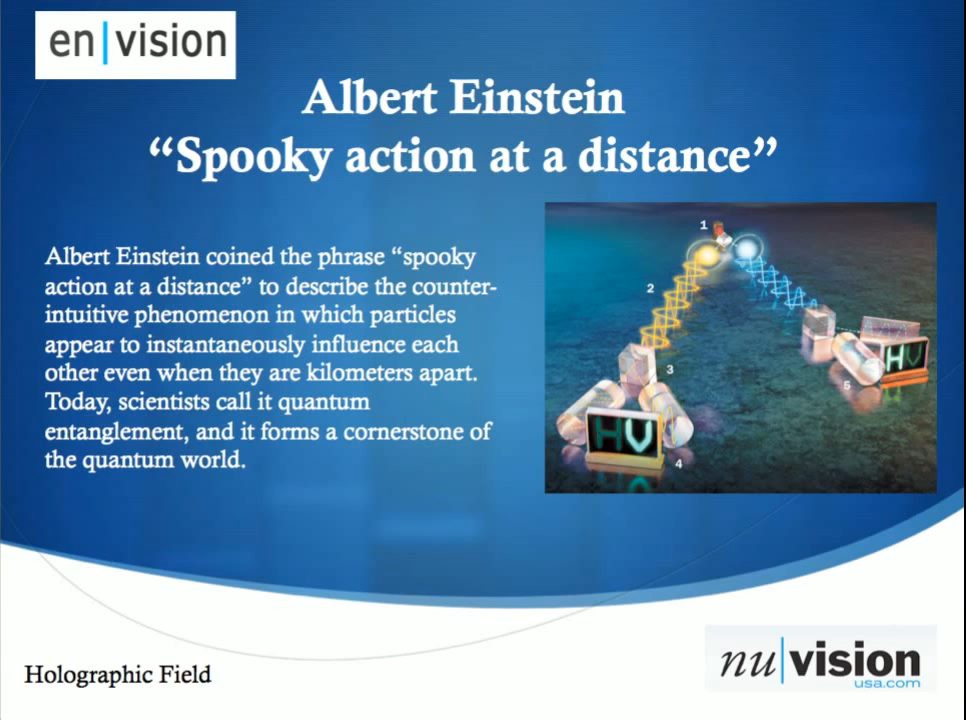 en|vision
Albert Einstein
“Spooky action at a distance”
Albert Einstein coined the phrase “spooky
action at a distance” to describe the counter-
intuitive phenomenon in which particles
appear to instantaneously influence each
other even when they are kilometers apart.
Today, scientists call it quantum
entanglement, and it forms a cornerstone of
the quantum world.
1
2
3
HV
4
HV
5
Holographic Field
nu|vision
usa.com